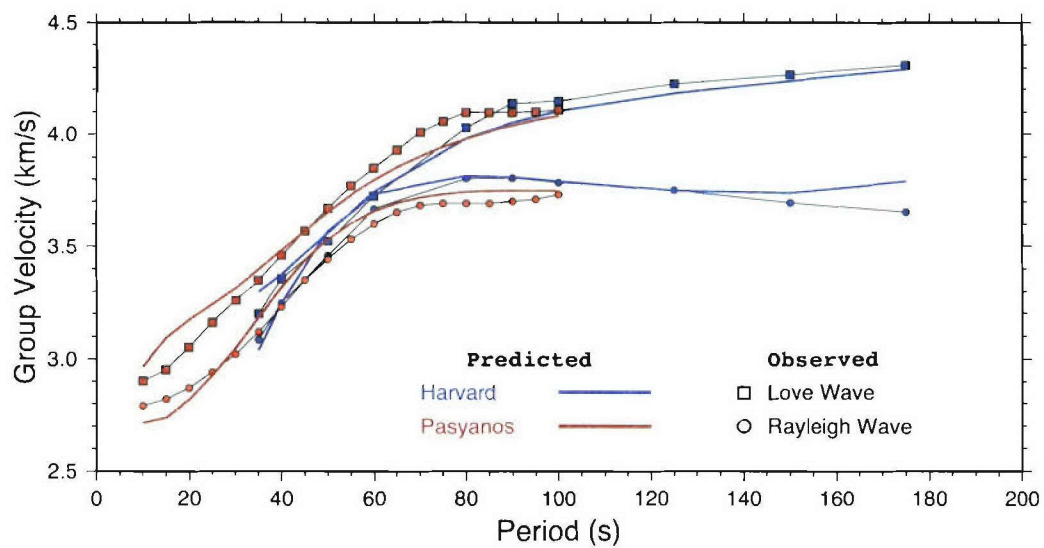 4.5
4.0
3.5
3.0
2.5
Group Velocity (km/s)
Predicted Observed
Harvard Love Wave
Pasyanos Rayleigh Wave
0 20 40 60 80 100 120 140 160 180 200
Period (s)